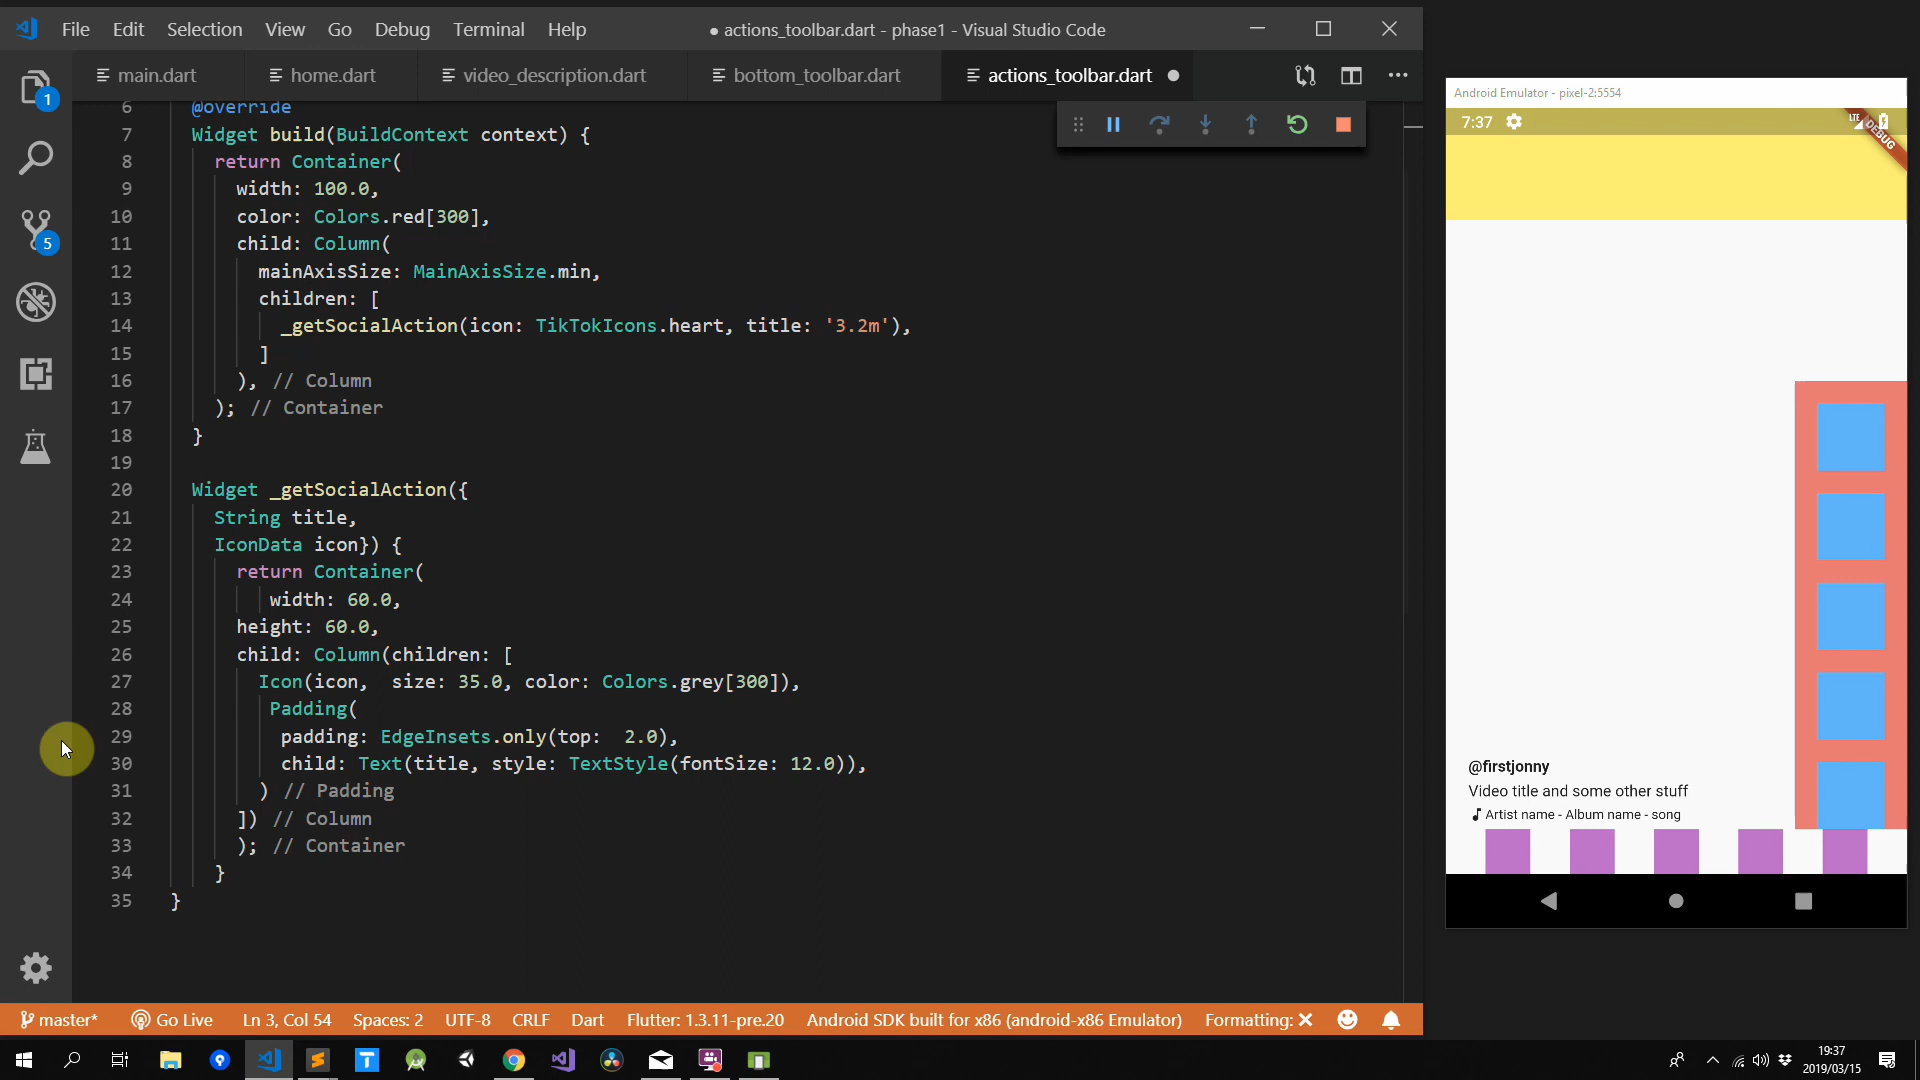 File Edit Selection View Go Debug Terminal Help
● actions_toolbar.dart - phase1 - Visual Studio Code
main.dart
home.dart
video_description.dart
bottom_toolbar.dart
actions_toolbar.dart
1
5
6 @override
7 Widget build(BuildContext context) {
8 return Container(
9 width: 100.0,
10 color: Colors.red[300],
11 child: Column(
12 mainAxisSize: MainAxisSize.min,
13 children: [
14 _getSocialAction(icon: TikTokIcons.heart, title: '3.2m'),
15 ]
16 ), // Column
17 ); // Container
18 }
19
20 Widget _getSocialAction({
21 String title,
22 IconData icon}) {
23 return Container(
24 width: 60.0,
25 height: 60.0,
26 child: Column(children: [
27 Icon(icon,  size: 35.0, color: Colors.grey[300]),
28 Padding(
29 padding: EdgeInsets.only(top:  2.0),
30 child: Text(title, style: TextStyle(fontSize: 12.0)),
31 ) // Padding
32 ]) // Column
33 ); // Container
34 }
35 }
master* Go Live Ln 3, Col 54 Spaces: 2 UTF-8 CRLF Dart Flutter: 1.3.11-pre.20 Android SDK built for x86 (android-x86 Emulator) Formatting: ✕
Android Emulator - pixel-2:5554
7:37
LTE
DEBUG
@firstjonny
Video title and some other stuff
Artist name - Album name - song
19:37
2019/03/15